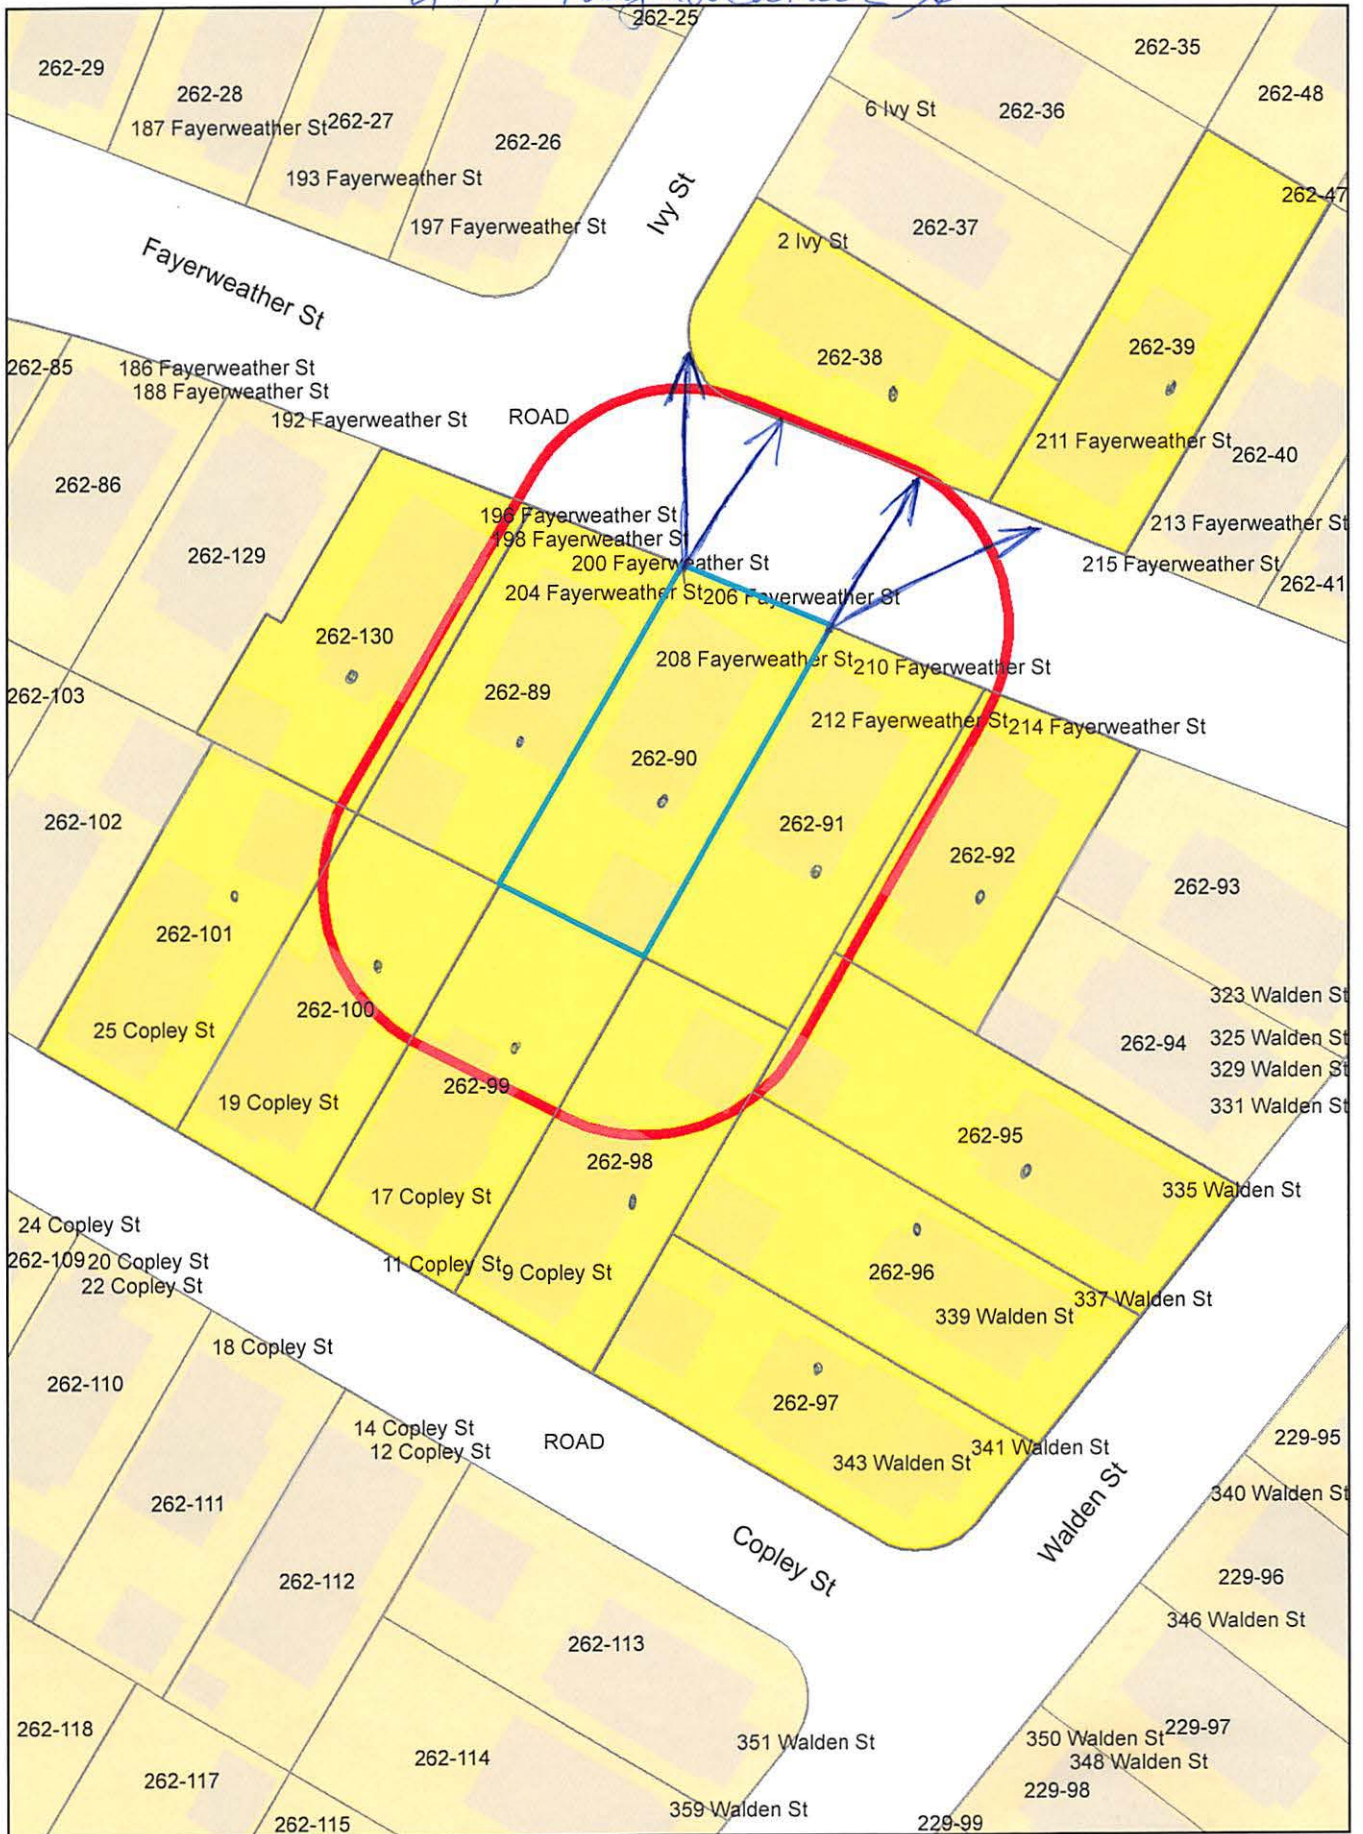 262-25
262-35
262-29
262-28
262-48
187 Fayerweather St
262-27
6 Ivy St
262-36
262-26
193 Fayerweather St
262-47
Ivy St
197 Fayerweather St
262-37
2 Ivy St
Fayerweather St
262-38
262-39
262-85
186 Fayerweather St
188 Fayerweather St
192 Fayerweather St
ROAD
211 Fayerweather St
262-40
262-86
196 Fayerweather St
213 Fayerweather St
198 Fayerweather St
262-129
200 Fayerweather St
215 Fayerweather St
262-41
204 Fayerweather St
206 Fayerweather St
262-130
208 Fayerweather St
210 Fayerweather St
262-103
262-89
212 Fayerweather St
214 Fayerweather St
262-90
262-102
262-91
262-92
262-93
262-101
323 Walden St
262-100
25 Copley St
325 Walden St
262-94
329 Walden St
262-99
19 Copley St
331 Walden St
262-95
262-98
335 Walden St
17 Copley St
24 Copley St
262-109
20 Copley St
11 Copley St
9 Copley St
262-96
22 Copley St
337 Walden St
339 Walden St
18 Copley St
262-110
262-97
14 Copley St
ROAD
229-95
12 Copley St
341 Walden St
343 Walden St
340 Walden St
262-111
Walden St
Copley St
262-112
229-96
346 Walden St
262-113
262-118
351 Walden St
350 Walden St
229-97
262-114
348 Walden St
262-117
229-98
359 Walden St
262-115
229-99